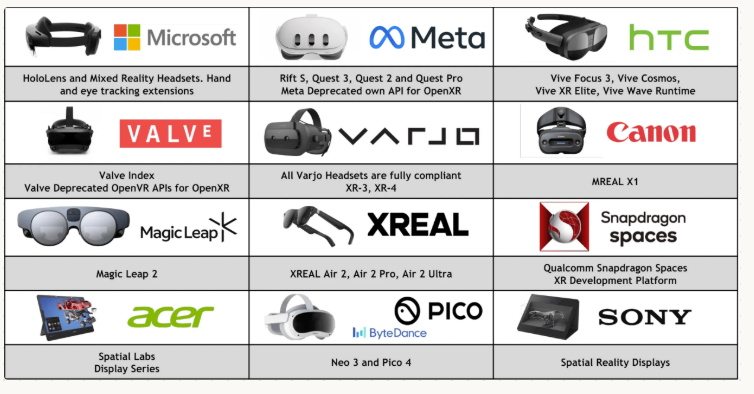 Microsoft
Meta
hTC
HoloLens and Mixed Reality Headsets. Hand
and eye tracking extensions
Rift S, Quest 3, Quest 2 and Quest Pro
Meta Deprecated own API for OpenXR
Vive Focus 3, Vive Cosmos,
Vive XR Elite, Vive Wave Runtime
VALVE
VARJO
Canon
Valve Index
Valve Deprecated OpenVR APIs for OpenXR
All Varjo Headsets are fully compliant
XR-3, XR-4
MREAL X1
Magic Leap
XREAL
Snapdragon
spaces
Magic Leap 2
XREAL Air 2, Air 2 Pro, Air 2 Ultra
Qualcomm Snapdragon Spaces
XR Development Platform
acer
PICO
ByteDance
SONY
Spatial Labs
Display Series
Neo 3 and Pico 4
Spatial Reality Displays